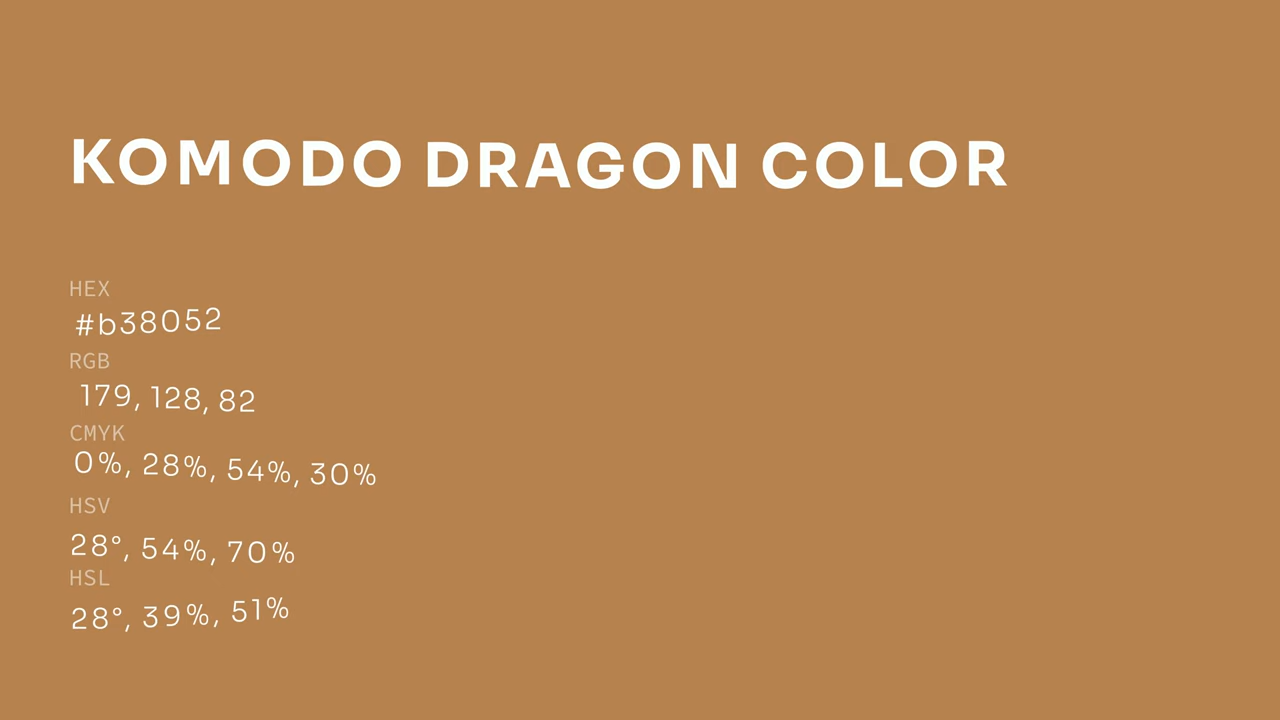 KOMODO DRAGON COLOR
HEX
#b38052
RGB
179, 128, 82
CMYK
0%, 28%, 54%, 30%
HSV
28°, 54%, 70%
HSL
28°, 39%, 51%